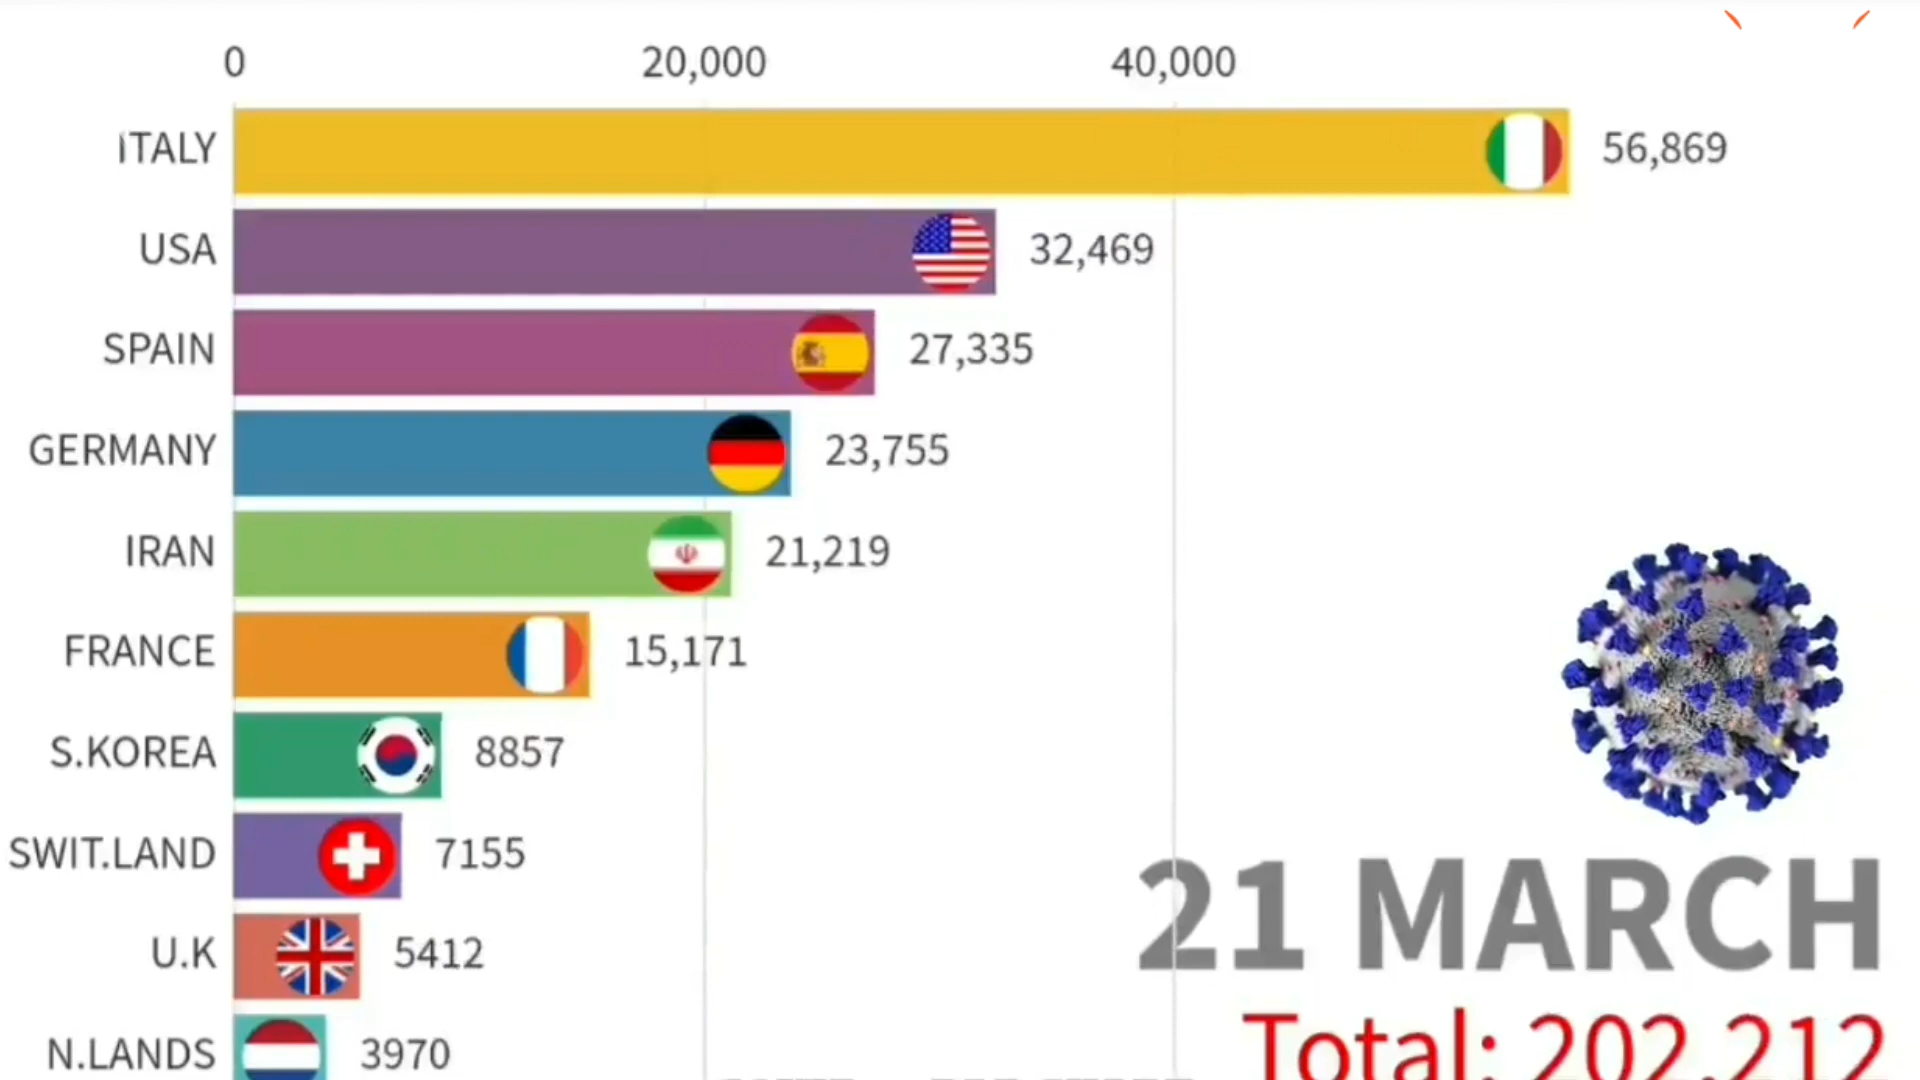 0 20,000 40,000
ITALY 56,869
USA 32,469
SPAIN 27,335
GERMANY 23,755
IRAN 21,219
FRANCE 15,171
S.KOREA 8857
SWIT.LAND 7155
U.K 5412
N.LANDS 3970
21 MARCH
Total: 202,212